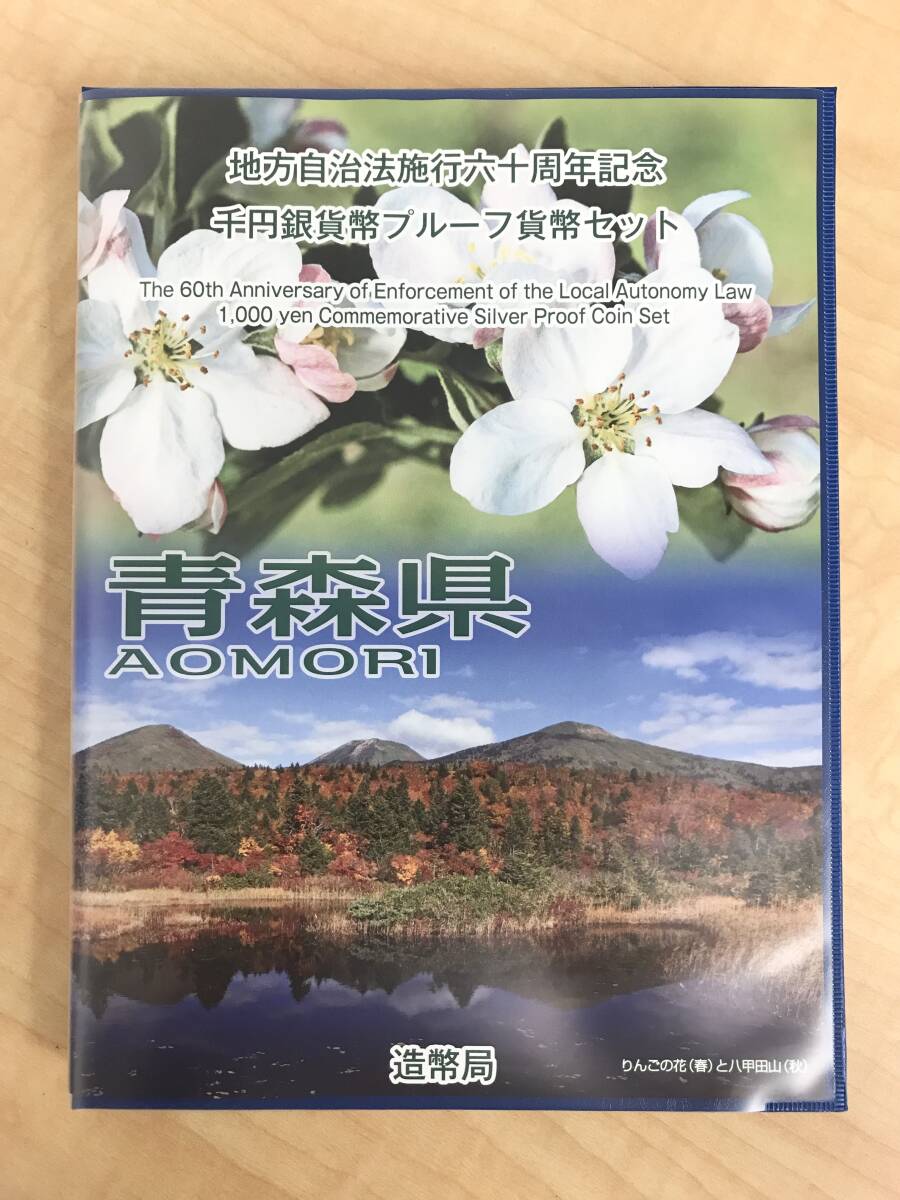 地方自治法施行六十周年記念
千円銀貨幣プルーフ貨幣セット
The 60th Anniversary of Enforcement of the Local Autonomy Law
1,000 yen Commemorative Silver Proof Coin Set
青森県
AOMORI
造幣局
りんごの花（春）と八甲田山（秋）